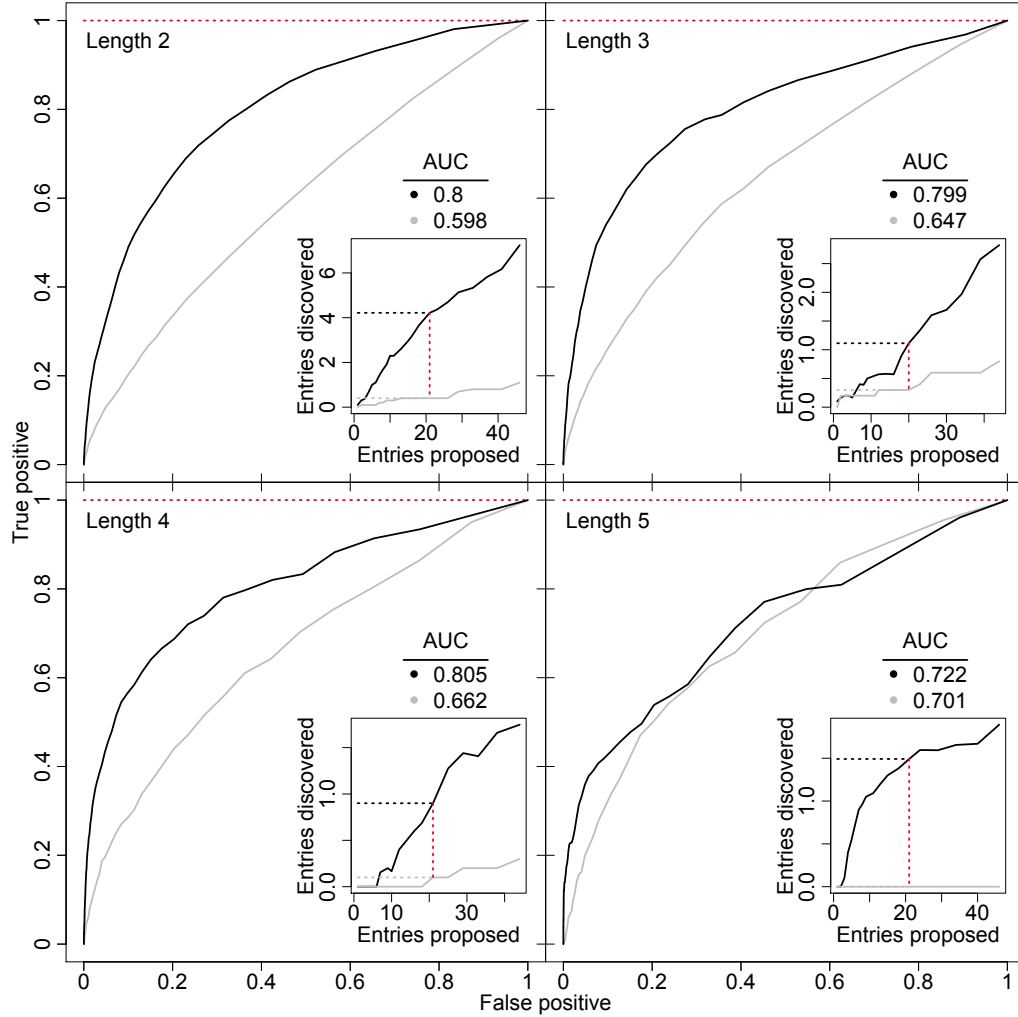 Length 2
1
0.8
0.6
0.4
0.2
0
AUC
0.8
0.598
Entries discovered
6
4
2
0
0 20 40
Entries proposed
Length 3
AUC
0.799
0.647
Entries discovered
2.0
1.0
0.0
0 10 30
Entries proposed
True positive
Length 4
1
0.8
0.6
0.4
0.2
0
AUC
0.805
0.662
Entries discovered
1.0
0.0
0 10 30
Entries proposed
0 0.2 0.4 0.6 0.8 1
Length 5
AUC
0.722
0.701
Entries discovered
1.0
0.0
0 20 40
Entries proposed
0 0.2 0.4 0.6 0.8 1
False positive